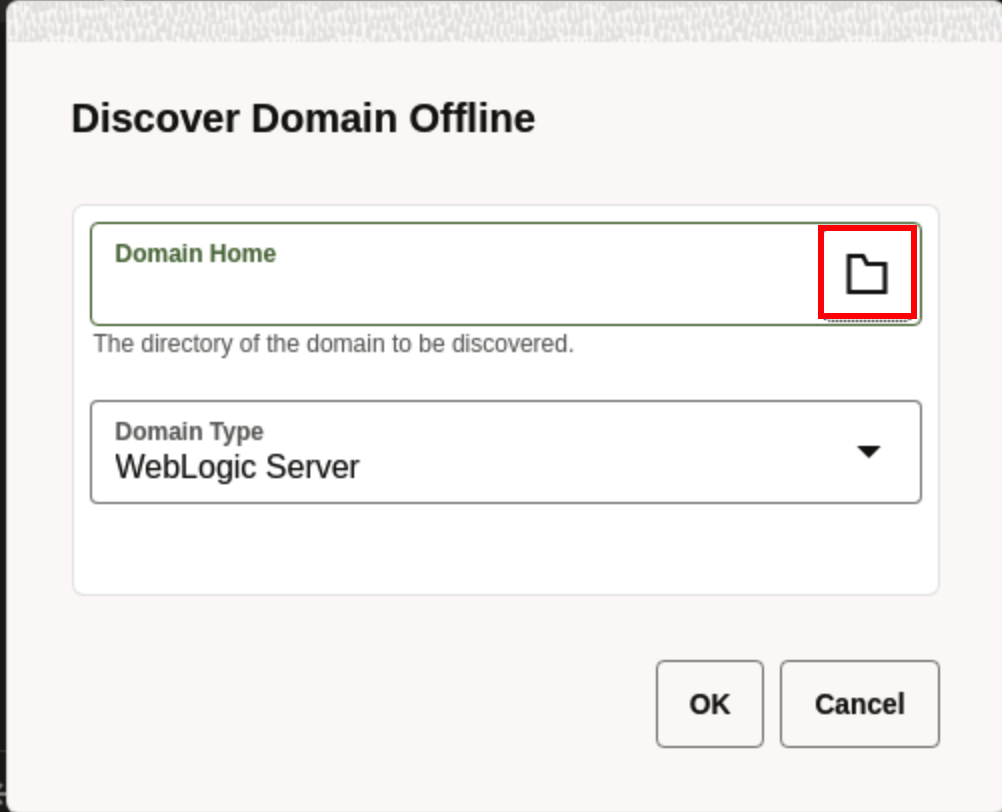 Discover Domain Offline
Domain Home
The directory of the domain to be discovered.
Domain Type
WebLogic Server
OK
Cancel